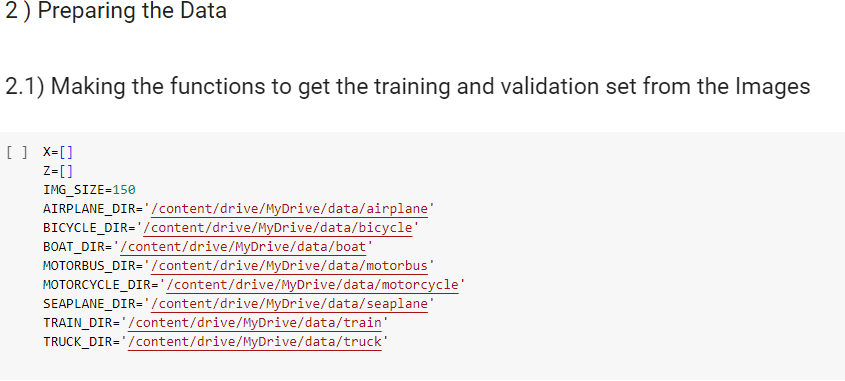 2 ) Preparing the Data
2.1) Making the functions to get the training and validation set from the Images
[ ] X=[]
Z=[]
IMG_SIZE=150
AIRPLANE_DIR='/content/drive/MyDrive/data/airplane'
BICYCLE_DIR='/content/drive/MyDrive/data/bicycle'
BOAT_DIR='/content/drive/MyDrive/data/boat'
MOTORBUS_DIR='/content/drive/MyDrive/data/motorbus'
MOTORCYCLE_DIR='/content/drive/MyDrive/data/motorcycle'
SEAPLANE_DIR='/content/drive/MyDrive/data/seaplane'
TRAIN_DIR='/content/drive/MyDrive/data/train'
TRUCK_DIR='/content/drive/MyDrive/data/truck'